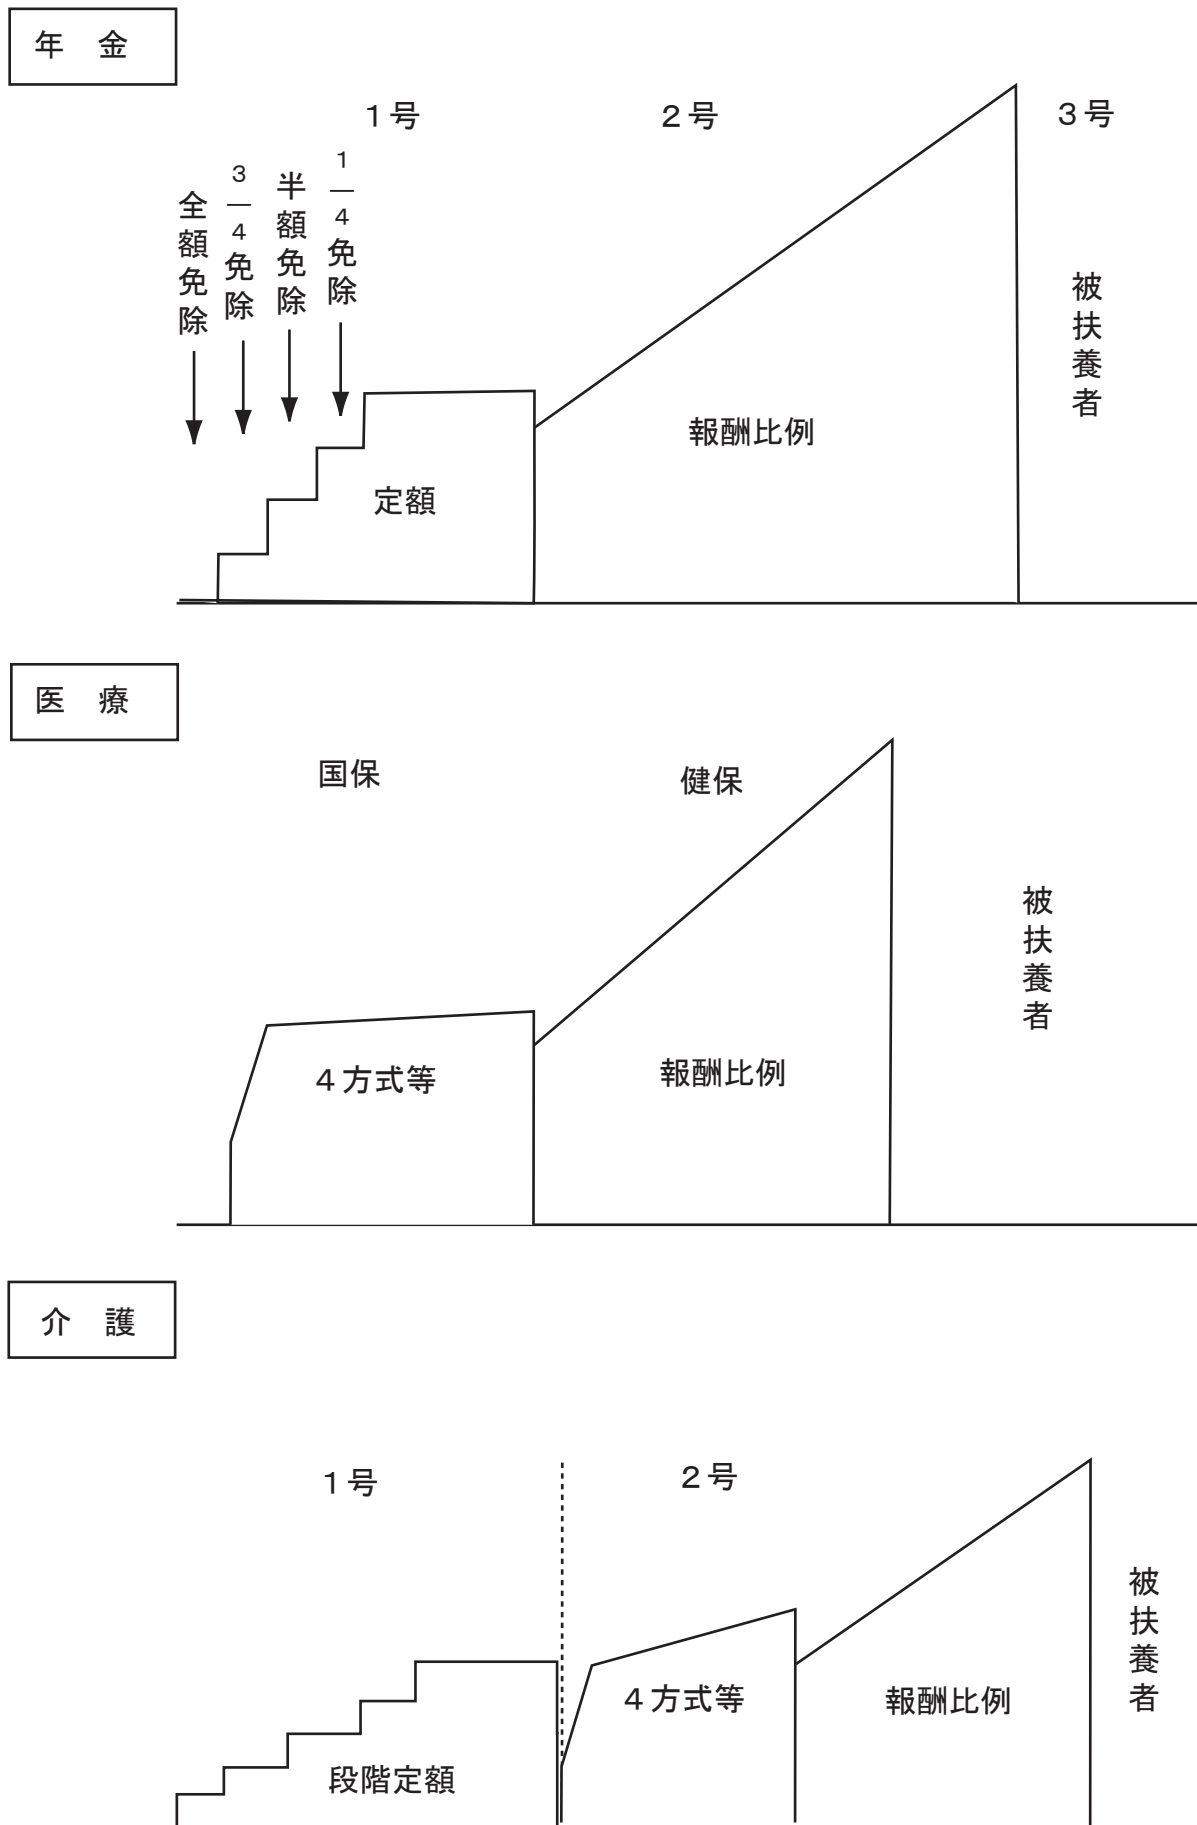 年 金
1号
2号
3号
全額免除
3/4免除
半額免除
1/4免除
被扶養者
報酬比例
定額
医 療
国保
健保
被扶養者
4方式等
報酬比例
介 護
1号
2号
被扶養者
4方式等
報酬比例
段階定額